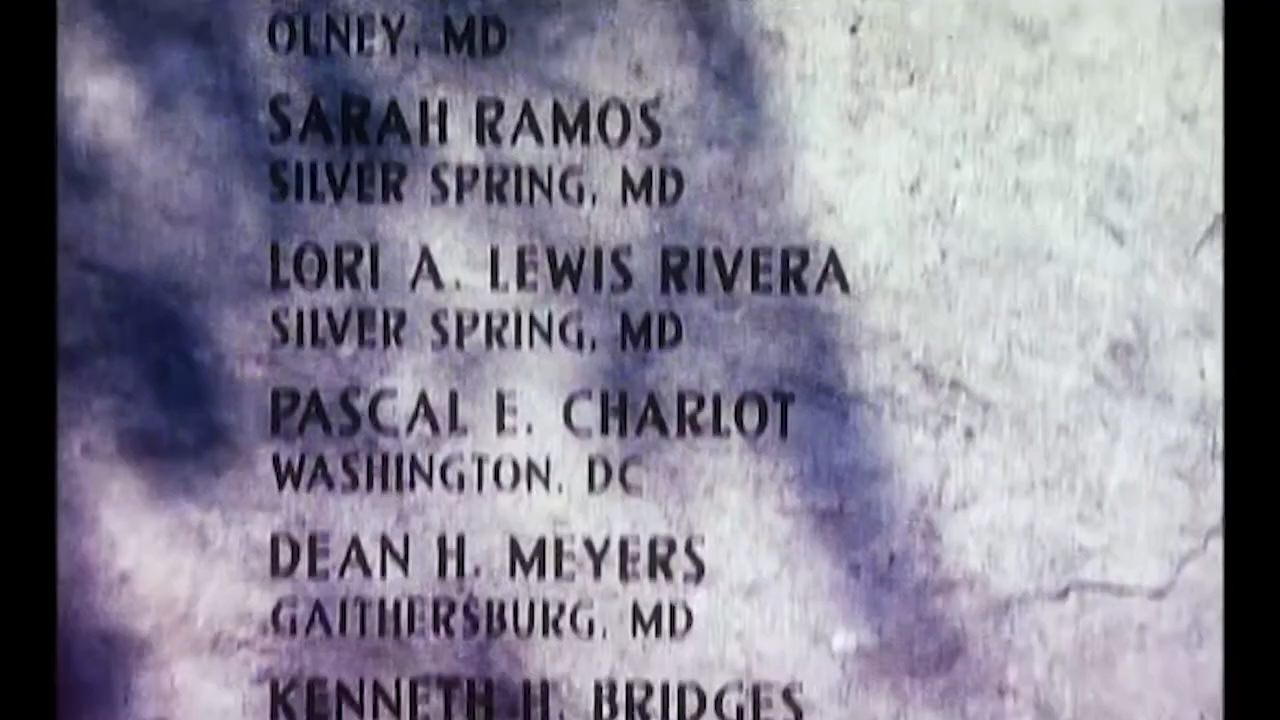 OLNEY, MD
SARAH RAMOS
SILVER SPRING, MD
LORI A. LEWIS RIVERA
SILVER SPRING, MD
PASCAL E. CHARLOT
WASHINGTON, DC
DEAN H. MEYERS
GAITHERSBURG, MD
KENNETH H. BRIDGES